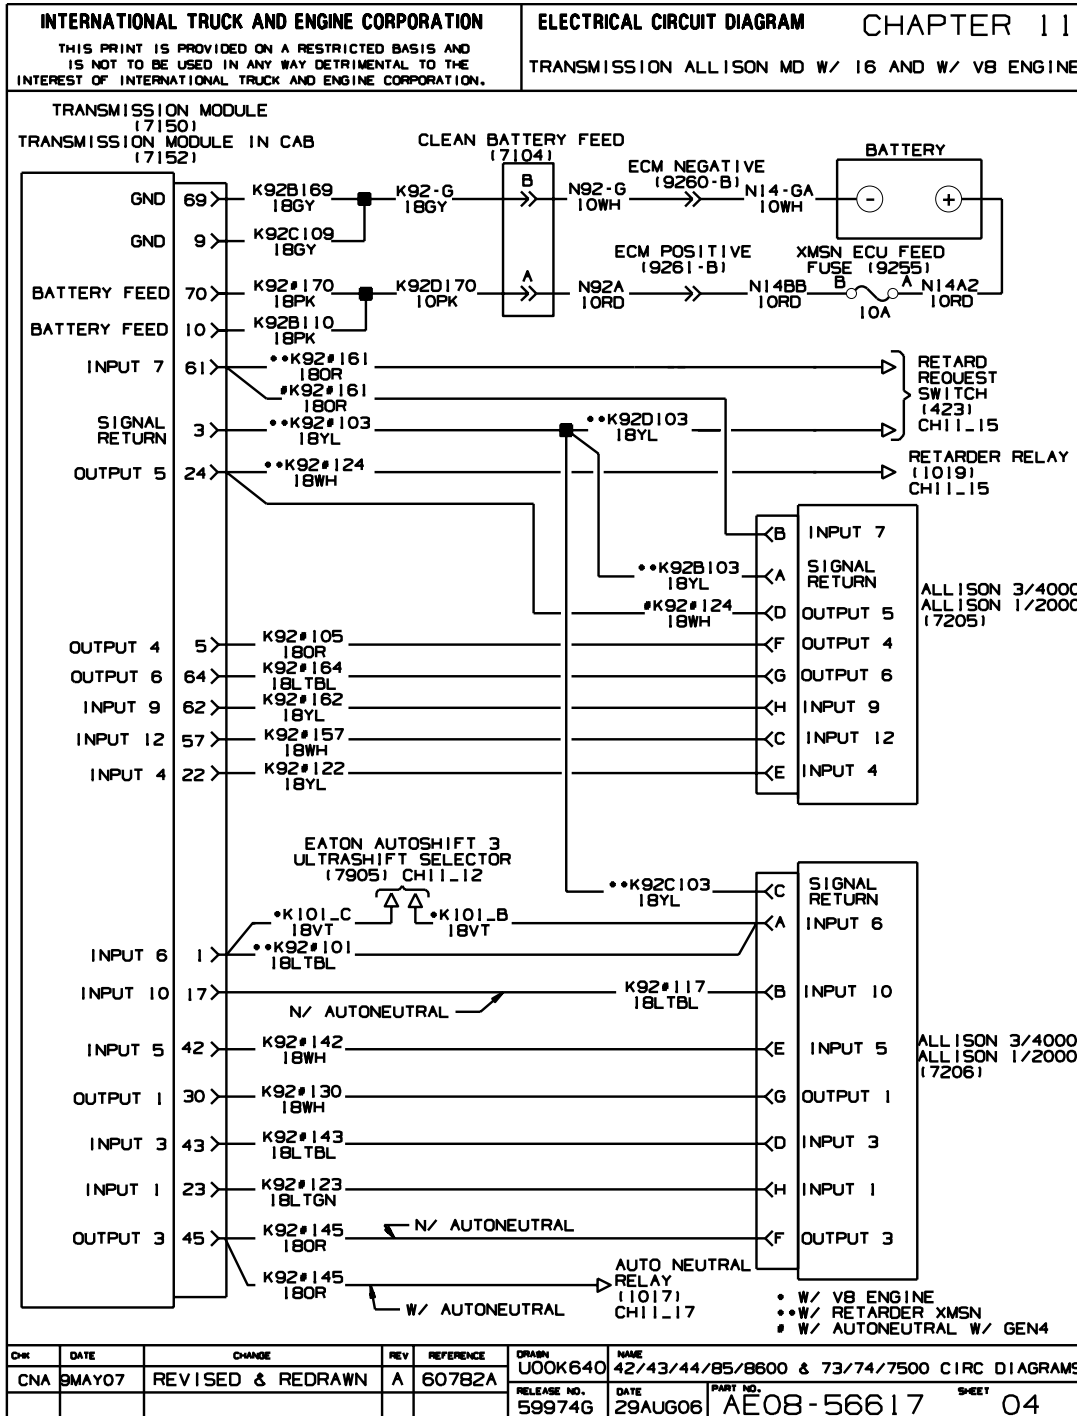 INTERNATIONAL TRUCK AND ENGINE CORPORATION
THIS PRINT IS PROVIDED ON A RESTRICTED BASIS AND
IS NOT TO BE USED IN ANY WAY DETRIMENTAL TO THE
INTEREST OF INTERNATIONAL TRUCK AND ENGINE CORPORATION.
ELECTRICAL CIRCUIT DIAGRAM
CHAPTER 11
TRANSMISSION ALLISON MD W/ I6 AND W/ V8 ENGINE
TRANSMISSION MODULE
(7150)
TRANSMISSION MODULE IN CAB
(7152)
CLEAN BATTERY FEED
(7104)
ECM NEGATIVE
(9260-B)
BATTERY
GND 69
K92B169
18GY
K92-G
18GY
B
N92-G
10WH
N14-GA
10WH
-
+
GND 9
K92C109
18GY
ECM POSITIVE
(9261-B)
XMSN ECU FEED
FUSE (9255)
BATTERY FEED 70
K92#170
18PK
K92D170
10PK
A
N92A
10RD
N14BB
10RD
B
A
10A
N14A2
10RD
BATTERY FEED 10
K92B110
18PK
INPUT 7 61
**K92#161
18OR
#K92#161
18OR
RETARD
REQUEST
SWITCH
(423)
CH11_15
SIGNAL
RETURN 3
**K92#103
18YL
**K92D103
18YL
OUTPUT 5 24
**K92#124
18WH
RETARDER RELAY
(1019)
CH11_15
B INPUT 7
**K92B103
18YL
A SIGNAL
RETURN
#K92#124
18WH
D OUTPUT 5
ALLISON 3/4000
ALLISON 1/2000
(7205)
OUTPUT 4 5
K92#105
18OR
F OUTPUT 4
OUTPUT 6 64
K92#164
18LTBL
G OUTPUT 6
INPUT 9 62
K92#162
18YL
H INPUT 9
INPUT 12 57
K92#157
18WH
C INPUT 12
INPUT 4 22
K92#122
18YL
E INPUT 4
EATON AUTOSHIFT 3
ULTRASHIFT SELECTOR
(7905) CH11_12
**K92C103
18YL
C SIGNAL
RETURN
*K101_C
18VT
*K101_B
18VT
A INPUT 6
INPUT 6 1
**K92#101
18LTBL
INPUT 10 17
N/ AUTONEUTRAL
K92#117
18LTBL
B INPUT 10
INPUT 5 42
K92#142
18WH
E INPUT 5
ALLISON 3/4000
ALLISON 1/2000
(7206)
OUTPUT 1 30
K92#130
18WH
G OUTPUT 1
INPUT 3 43
K92#143
18LTBL
D INPUT 3
INPUT 1 23
K92#123
18LTGN
H INPUT 1
OUTPUT 3 45
K92#145
18OR
N/ AUTONEUTRAL
F OUTPUT 3
K92#145
18OR
W/ AUTONEUTRAL
AUTO NEUTRAL
RELAY
(1017)
CH11_17
* W/ V8 ENGINE
**W/ RETARDER XMSN
# W/ AUTONEUTRAL W/ GEN4
CHK DATE CHANGE REV REFERENCE
CNA 9MAY07 REVISED & REDRAWN A 60782A
DRAWN
U00K640
NAME
42/43/44/85/8600 & 73/74/7500 CIRC DIAGRAMS
RELEASE NO.
59974G
DATE
29AUG06
PART NO.
AE08-56617
SHEET
04